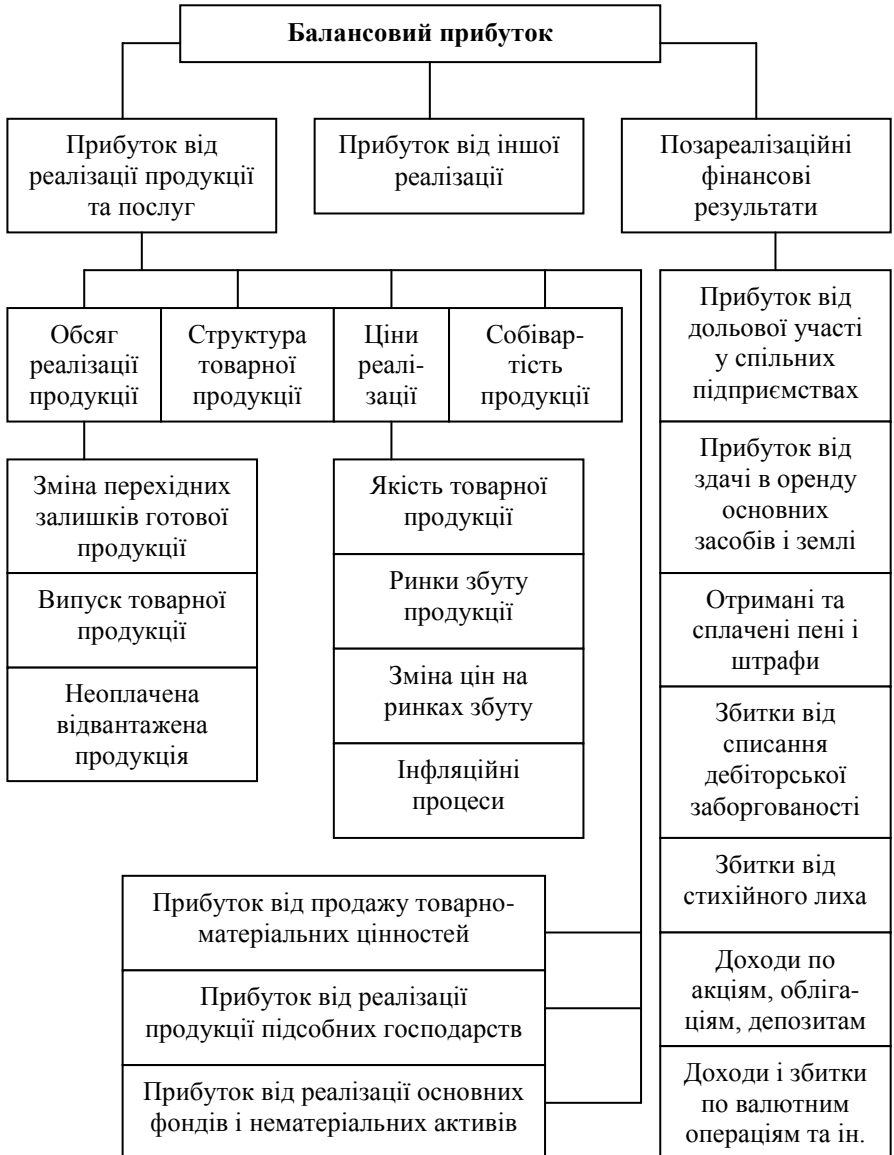 Балансовий прибуток
Прибуток від
реалізації продукції
та послуг
Прибуток від іншої
реалізації
Позареалізаційні
фінансові
результати
Обсяг
реалізації
продукції
Структура
товарної
продукції
Ціни
реалі-
зації
Собівар-
тість
продукції
Зміна перехідних
залишків готової
продукції
Випуск товарної
продукції
Неоплачена
відвантажена
продукція
Якість товарної
продукції
Ринки збуту
продукції
Зміна цін на
ринках збуту
Інфляційні
процеси
Прибуток від продажу товарно-
матеріальних цінностей
Прибуток від реалізації
продукції підсобних господарств
Прибуток від реалізації основних
фондів і нематеріальних активів
Прибуток від
дольової участі
у спільних
підприємствах
Прибуток від
здачі в оренду
основних
засобів і землі
Отримані та
сплачені пені і
штрафи
Збитки від
списання
дебіторської
заборгованості
Збитки від
стихійного лиха
Доходи по
акціям, обліга-
ціям, депозитам
Доходи і збитки
по валютним
операціям та ін.